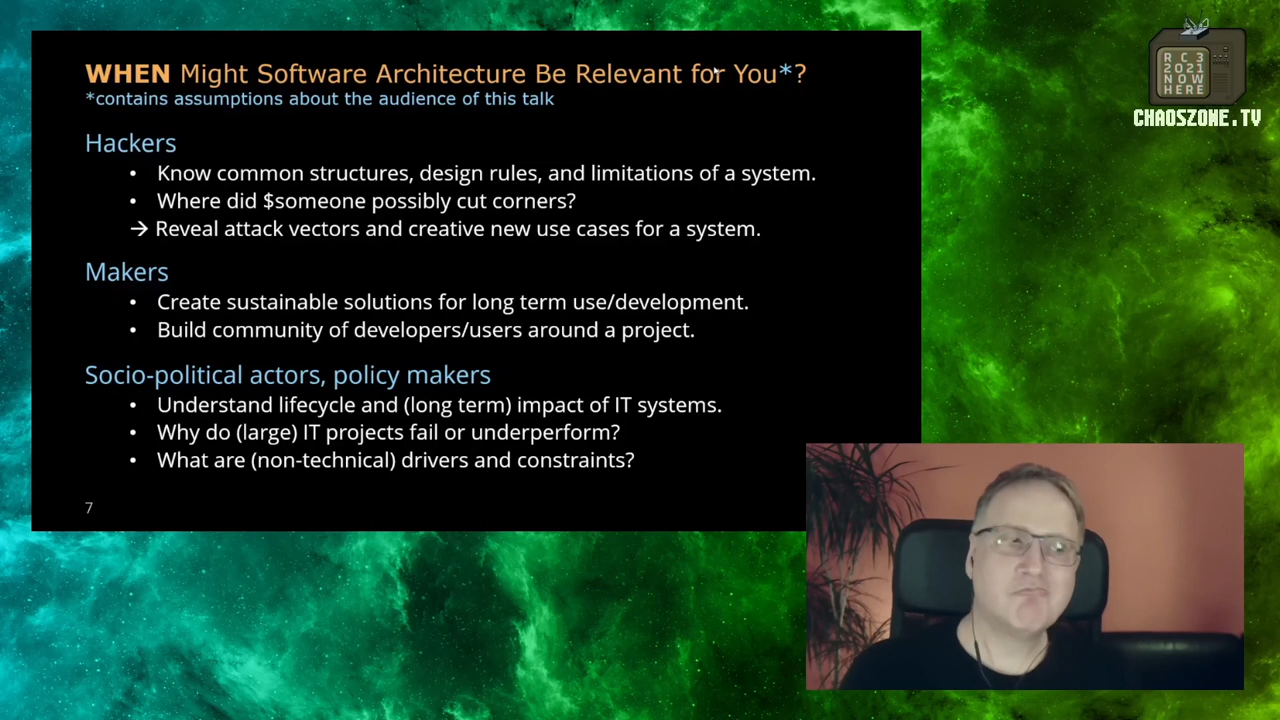 WHEN Might Software Architecture Be Relevant for You*?
*contains assumptions about the audience of this talk
Hackers
• Know common structures, design rules, and limitations of a system.
• Where did $someone possibly cut corners?
→ Reveal attack vectors and creative new use cases for a system.
Makers
• Create sustainable solutions for long term use/development.
• Build community of developers/users around a project.
Socio-political actors, policy makers
• Understand lifecycle and (long term) impact of IT systems.
• Why do (large) IT projects fail or underperform?
• What are (non-technical) drivers and constraints?
7
RC3
2021
NOW
HERE
CHAOSZONE.TV